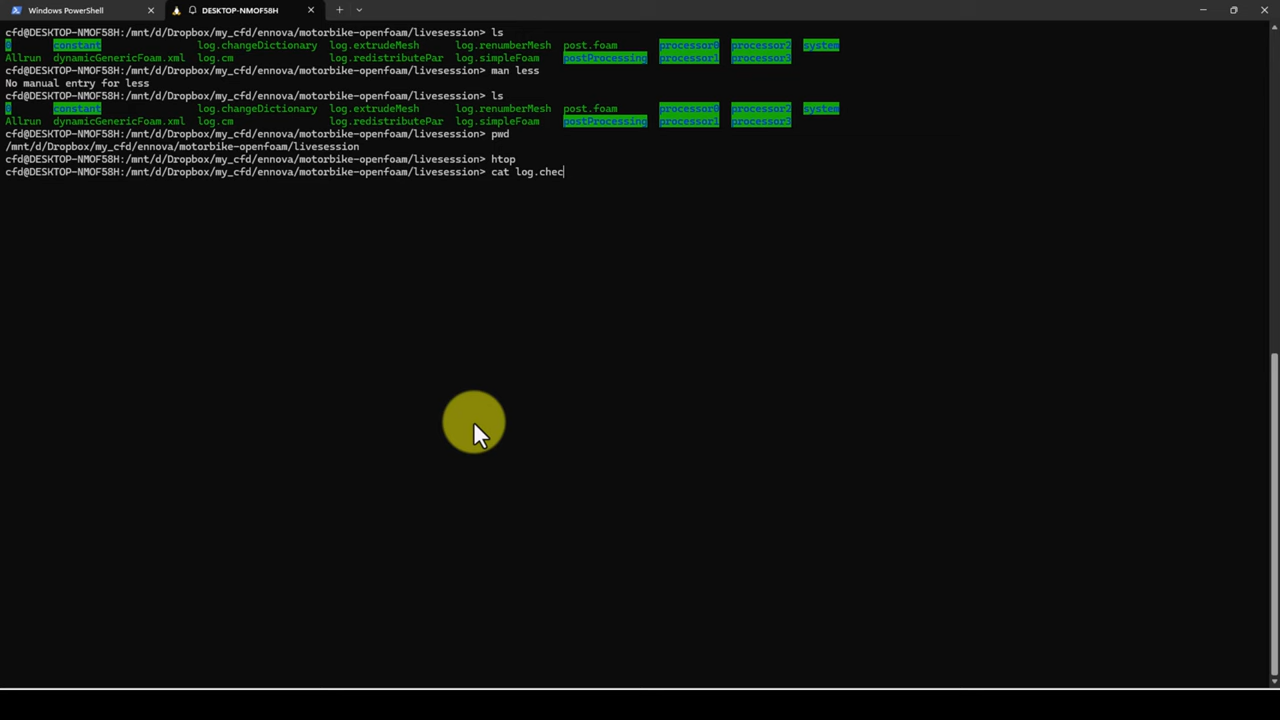 Windows PowerShell DESKTOP-NMOF58H
cfd@DESKTOP-NMOF58H:/mnt/d/Dropbox/my_cfd/ennova/motorbike-openfoam/livesession> ls
0 constant log.changeDictionary log.extrudeMesh log.renumberMesh post.foam processor0 processor2 system
Allrun dynamicGenericFoam.xml log.cm log.redistributePar log.simpleFoam postProcessing processor1 processor3
cfd@DESKTOP-NMOF58H:/mnt/d/Dropbox/my_cfd/ennova/motorbike-openfoam/livesession> man less
No manual entry for less
cfd@DESKTOP-NMOF58H:/mnt/d/Dropbox/my_cfd/ennova/motorbike-openfoam/livesession> ls
0 constant log.changeDictionary log.extrudeMesh log.renumberMesh post.foam processor0 processor2 system
Allrun dynamicGenericFoam.xml log.cm log.redistributePar log.simpleFoam postProcessing processor1 processor3
cfd@DESKTOP-NMOF58H:/mnt/d/Dropbox/my_cfd/ennova/motorbike-openfoam/livesession> pwd
/mnt/d/Dropbox/my_cfd/ennova/motorbike-openfoam/livesession
cfd@DESKTOP-NMOF58H:/mnt/d/Dropbox/my_cfd/ennova/motorbike-openfoam/livesession> htop
cfd@DESKTOP-NMOF58H:/mnt/d/Dropbox/my_cfd/ennova/motorbike-openfoam/livesession> cat log.chec